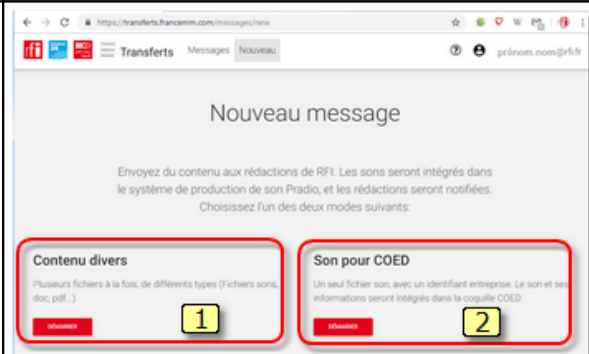 https://transferts.francemm.com/messages/new
rfi
Transferts Messages Nouveau prénom.nom@rfi.fr
Nouveau message
Envoyez du contenu aux rédactions de RFI. Les sons seront intégrés dans
le système de production de son Pradio, et les rédactions seront notifiées.
Choisissez l'un des deux modes suivants:
Contenu divers
Plusieurs fichiers à la fois, de différents types (Fichiers sons,
doc, pdf...)
DÉMARRER
1
Son pour COED
Un seul fichier son, avec un identifiant entreprise. Le son et ses
informations seront intégrés dans la coquille COED
DÉMARRER
2